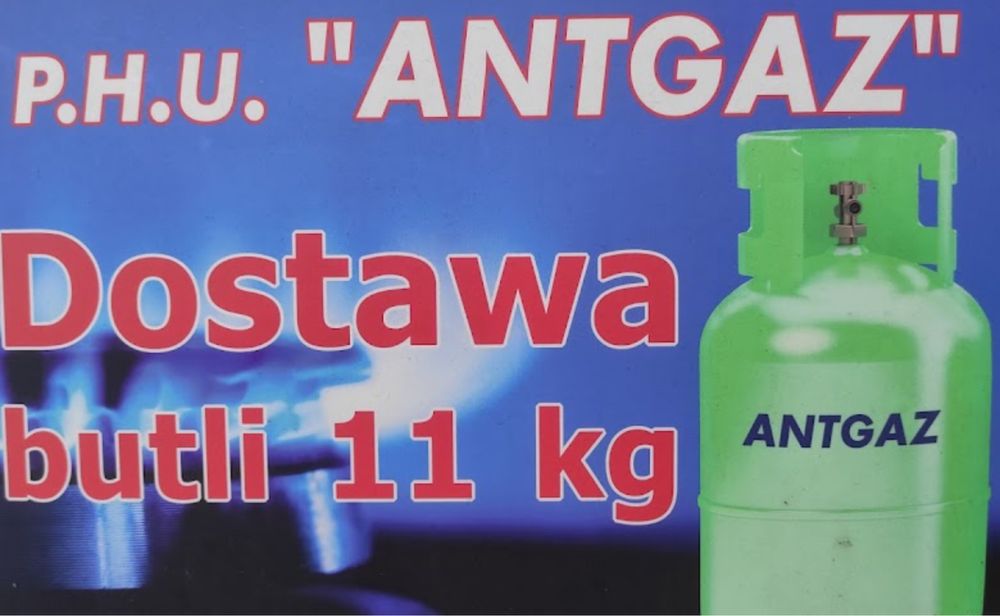 P.H.U. "ANTGAZ"
Dostawa
butli 11 kg
ANTGAZ